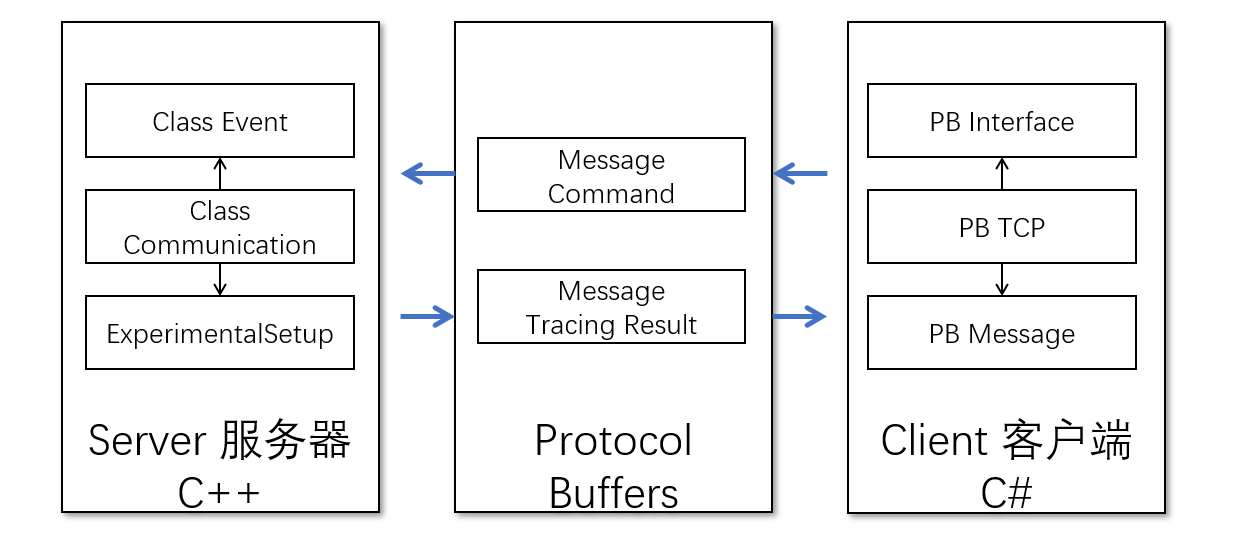 Class Event
Class
Communication
ExperimentalSetup
Server 服务器
C++
Message
Command
Message
Tracing Result
Protocol
Buffers
PB Interface
PB TCP
PB Message
Client 客户端
C#